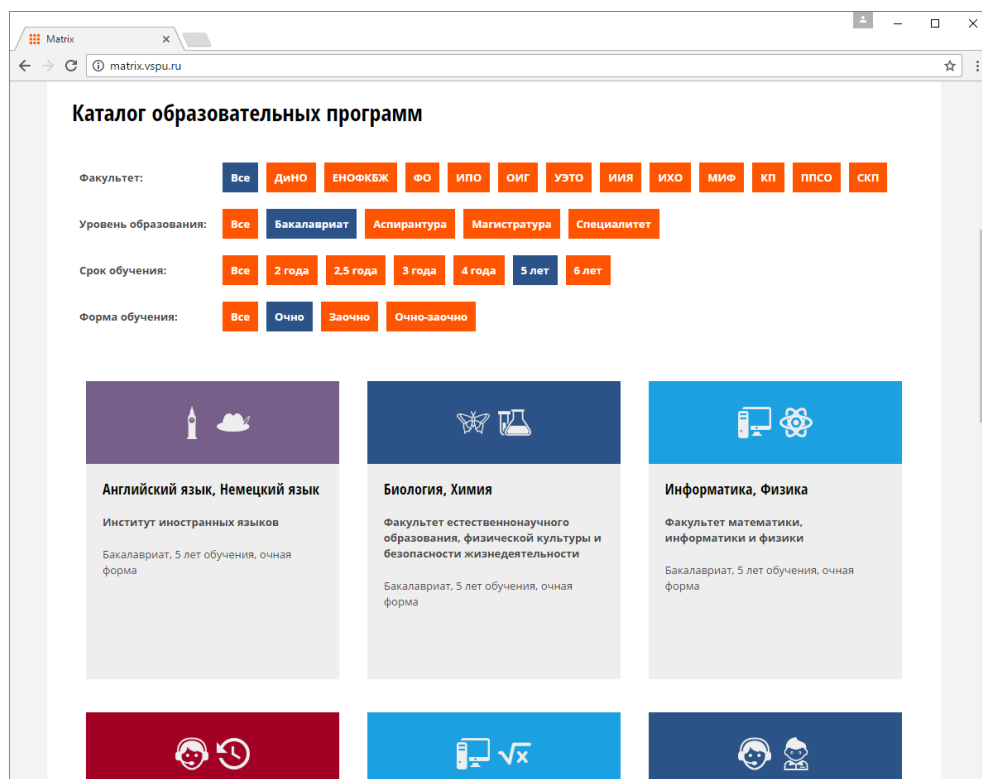 Matrix
matrix.vspu.ru
Каталог образовательных программ
Факультет: Все ДиНО ЕНОФКБЖ ФО ИПО ОИГ УЭТО ИИЯ ИХО МИФ КП ППСО СКП
Уровень образования: Все Бакалавриат Аспирантура Магистратура Специалитет
Срок обучения: Все 2 года 2,5 года 3 года 4 года 5 лет 6 лет
Форма обучения: Все Очно Заочно Очно-заочно
Английский язык, Немецкий язык
Институт иностранных языков
Бакалавриат, 5 лет обучения, очная
форма
Биология, Химия
Факультет естественнонаучного
образования, физической культуры и
безопасности жизнедеятельности
Бакалавриат, 5 лет обучения, очная
форма
Информатика, Физика
Факультет математики,
информатики и физики
Бакалавриат, 5 лет обучения, очная
форма
√x